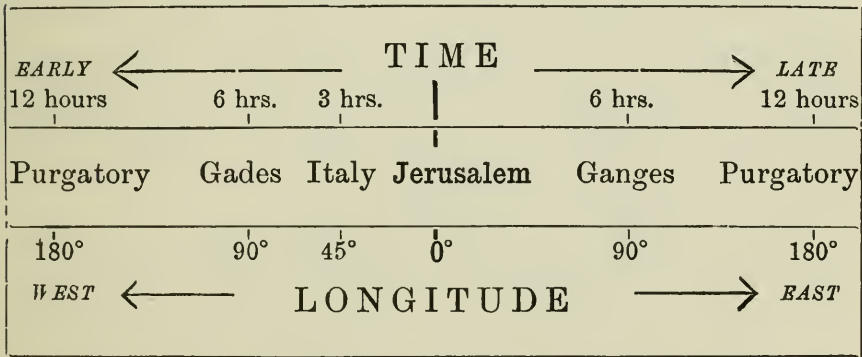 TIME
EARLY LATE
12 hours 6 hrs. 3 hrs. 6 hrs. 12 hours
Purgatory Gades Italy Jerusalem Ganges Purgatory
180° 90° 45° 0° 90° 180°
WEST LONGITUDE EAST